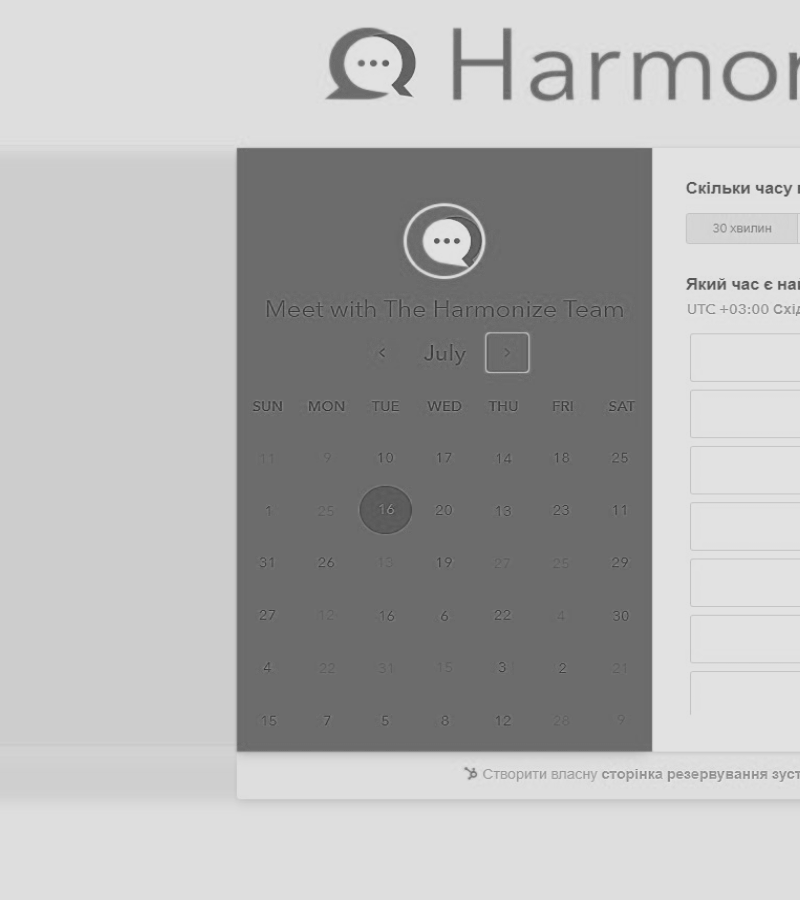 Harmon
Meet with The Harmonize Team
July
SUN MON TUE WED THU FRI SAT
11 9 10 17 14 18 25
1 25 16 20 13 23 11
31 26 13 19 27 25 29
27 12 16 6 22 4 30
4 22 31 15 3 2 21
15 7 5 8 12 28 9
Скільки часу
30 хвилин
Який час є
UTC +03:00
Створити власну сторінка резервування